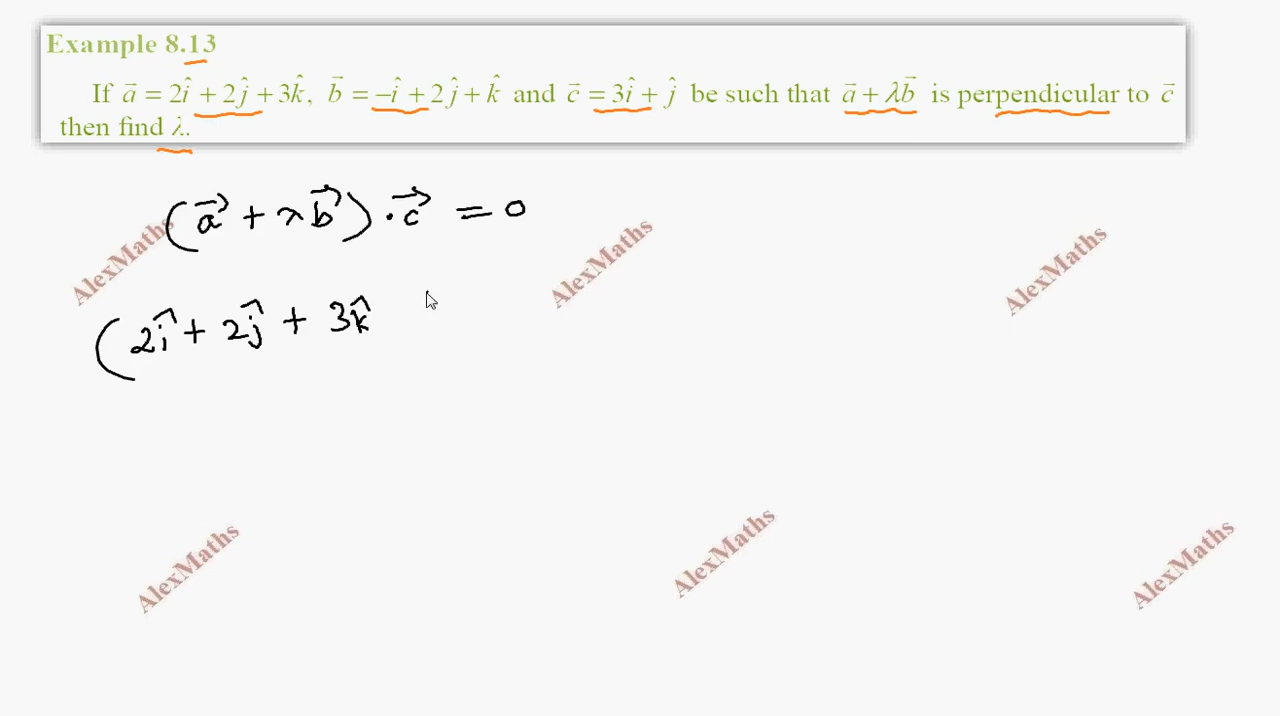 Example 8.13
If a⃗ = 2î + 2ĵ + 3k̂, b⃗ = −î + 2ĵ + k̂ and c⃗ = 3î + ĵ be such that a⃗ + λb⃗ is perpendicular to c⃗
then find λ.
(a⃗ + λb⃗) · c⃗ = 0
(2î + 2ĵ + 3k̂
AlexMaths
AlexMaths
AlexMaths
AlexMaths
AlexMaths
AlexMaths